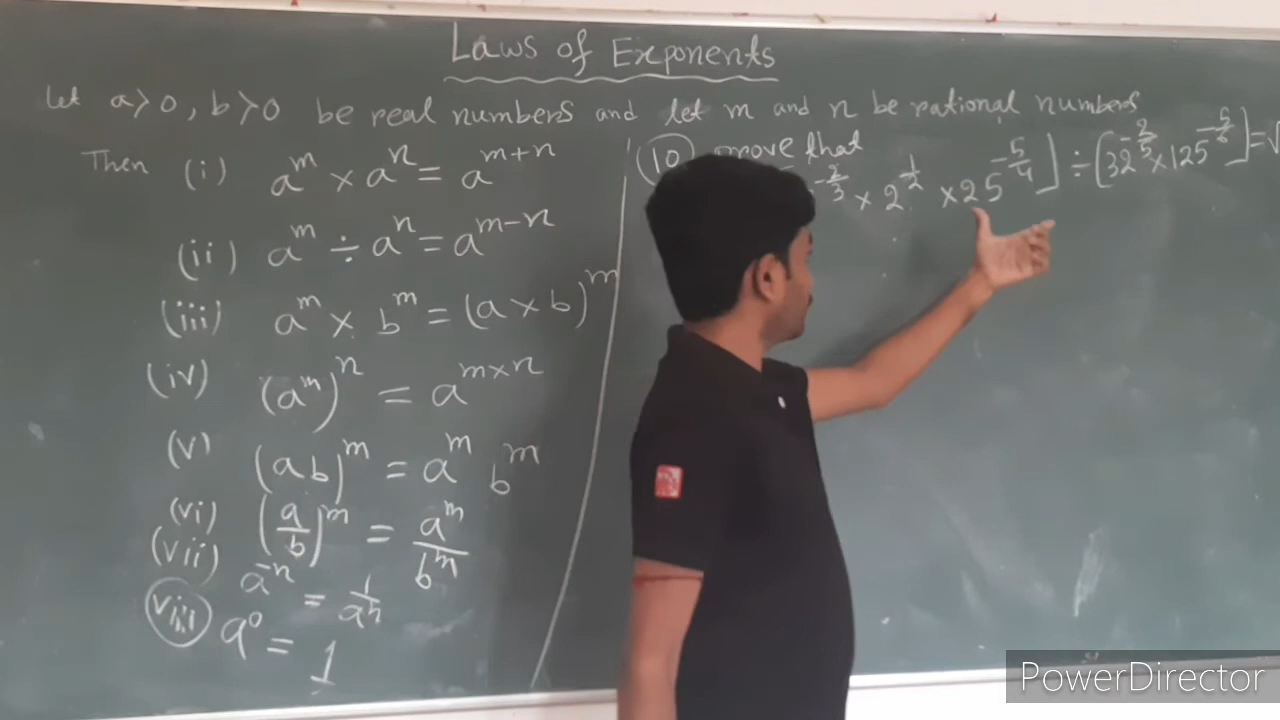 Laws of Exponents
Let a > 0, b > 0 be real numbers and let m and n be rational numbers
Then (i) a^m × a^n = a^(m+n)
(ii) a^m ÷ a^n = a^(m-n)
(iii) a^m × b^m = (a × b)^m
(iv) (a^m)^n = a^(m×n)
(v) (ab)^m = a^m b^m
(vi) (a/b)^m = a^m/b^m
(vii) a^-n = 1/a^n
(viii) a^0 = 1
(10) prove that
^(-2/3) × 2^(1/2) × 25^(-5/4)] ÷ [32^(-2/5) × 125^(-5/6)] = √
PowerDirector